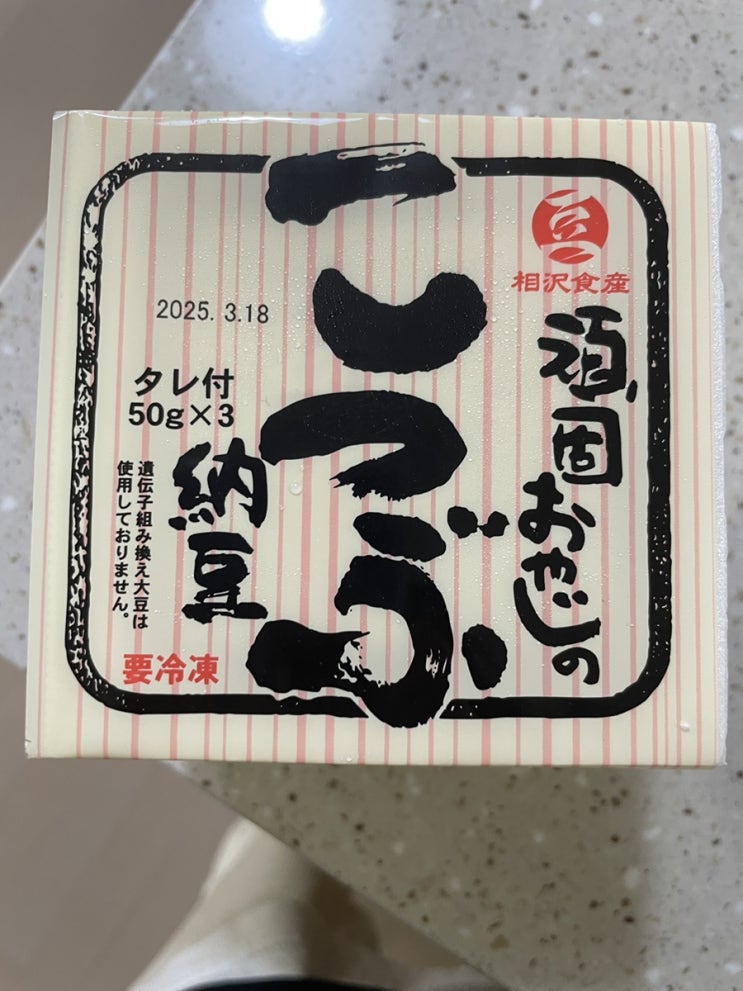 豆
相沢食産
頑固おやじの
こつぶ
2025. 3.18
タレ付
50g×3
納豆
遺伝子組み換え大豆は
使用しておりません。
要冷凍